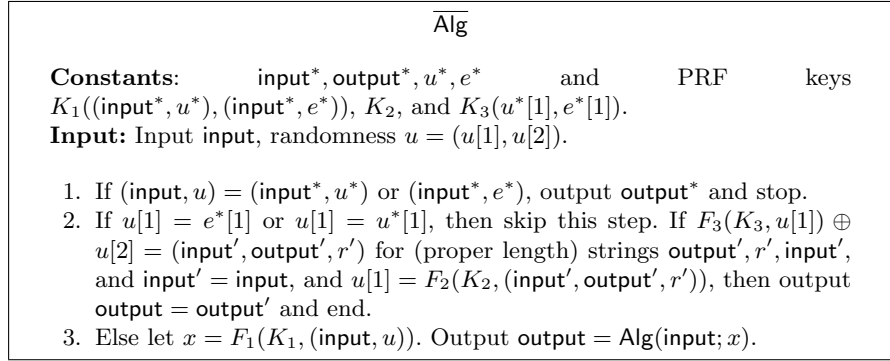 Alg
Constants: input*, output*, u*, e* and PRF keys
K₁((input*, u*), (input*, e*)), K₂, and K₃(u*[1], e*[1]).
Input: Input input, randomness u = (u[1], u[2]).
1. If (input, u) = (input*, u*) or (input*, e*), output output* and stop.
2. If u[1] = e*[1] or u[1] = u*[1], then skip this step. If F₃(K₃, u[1]) ⊕
u[2] = (input′, output′, r′) for (proper length) strings output′, r′, input′,
and input′ = input, and u[1] = F₂(K₂, (input′, output′, r′)), then output
output = output′ and end.
3. Else let x = F₁(K₁, (input, u)). Output output = Alg(input; x).